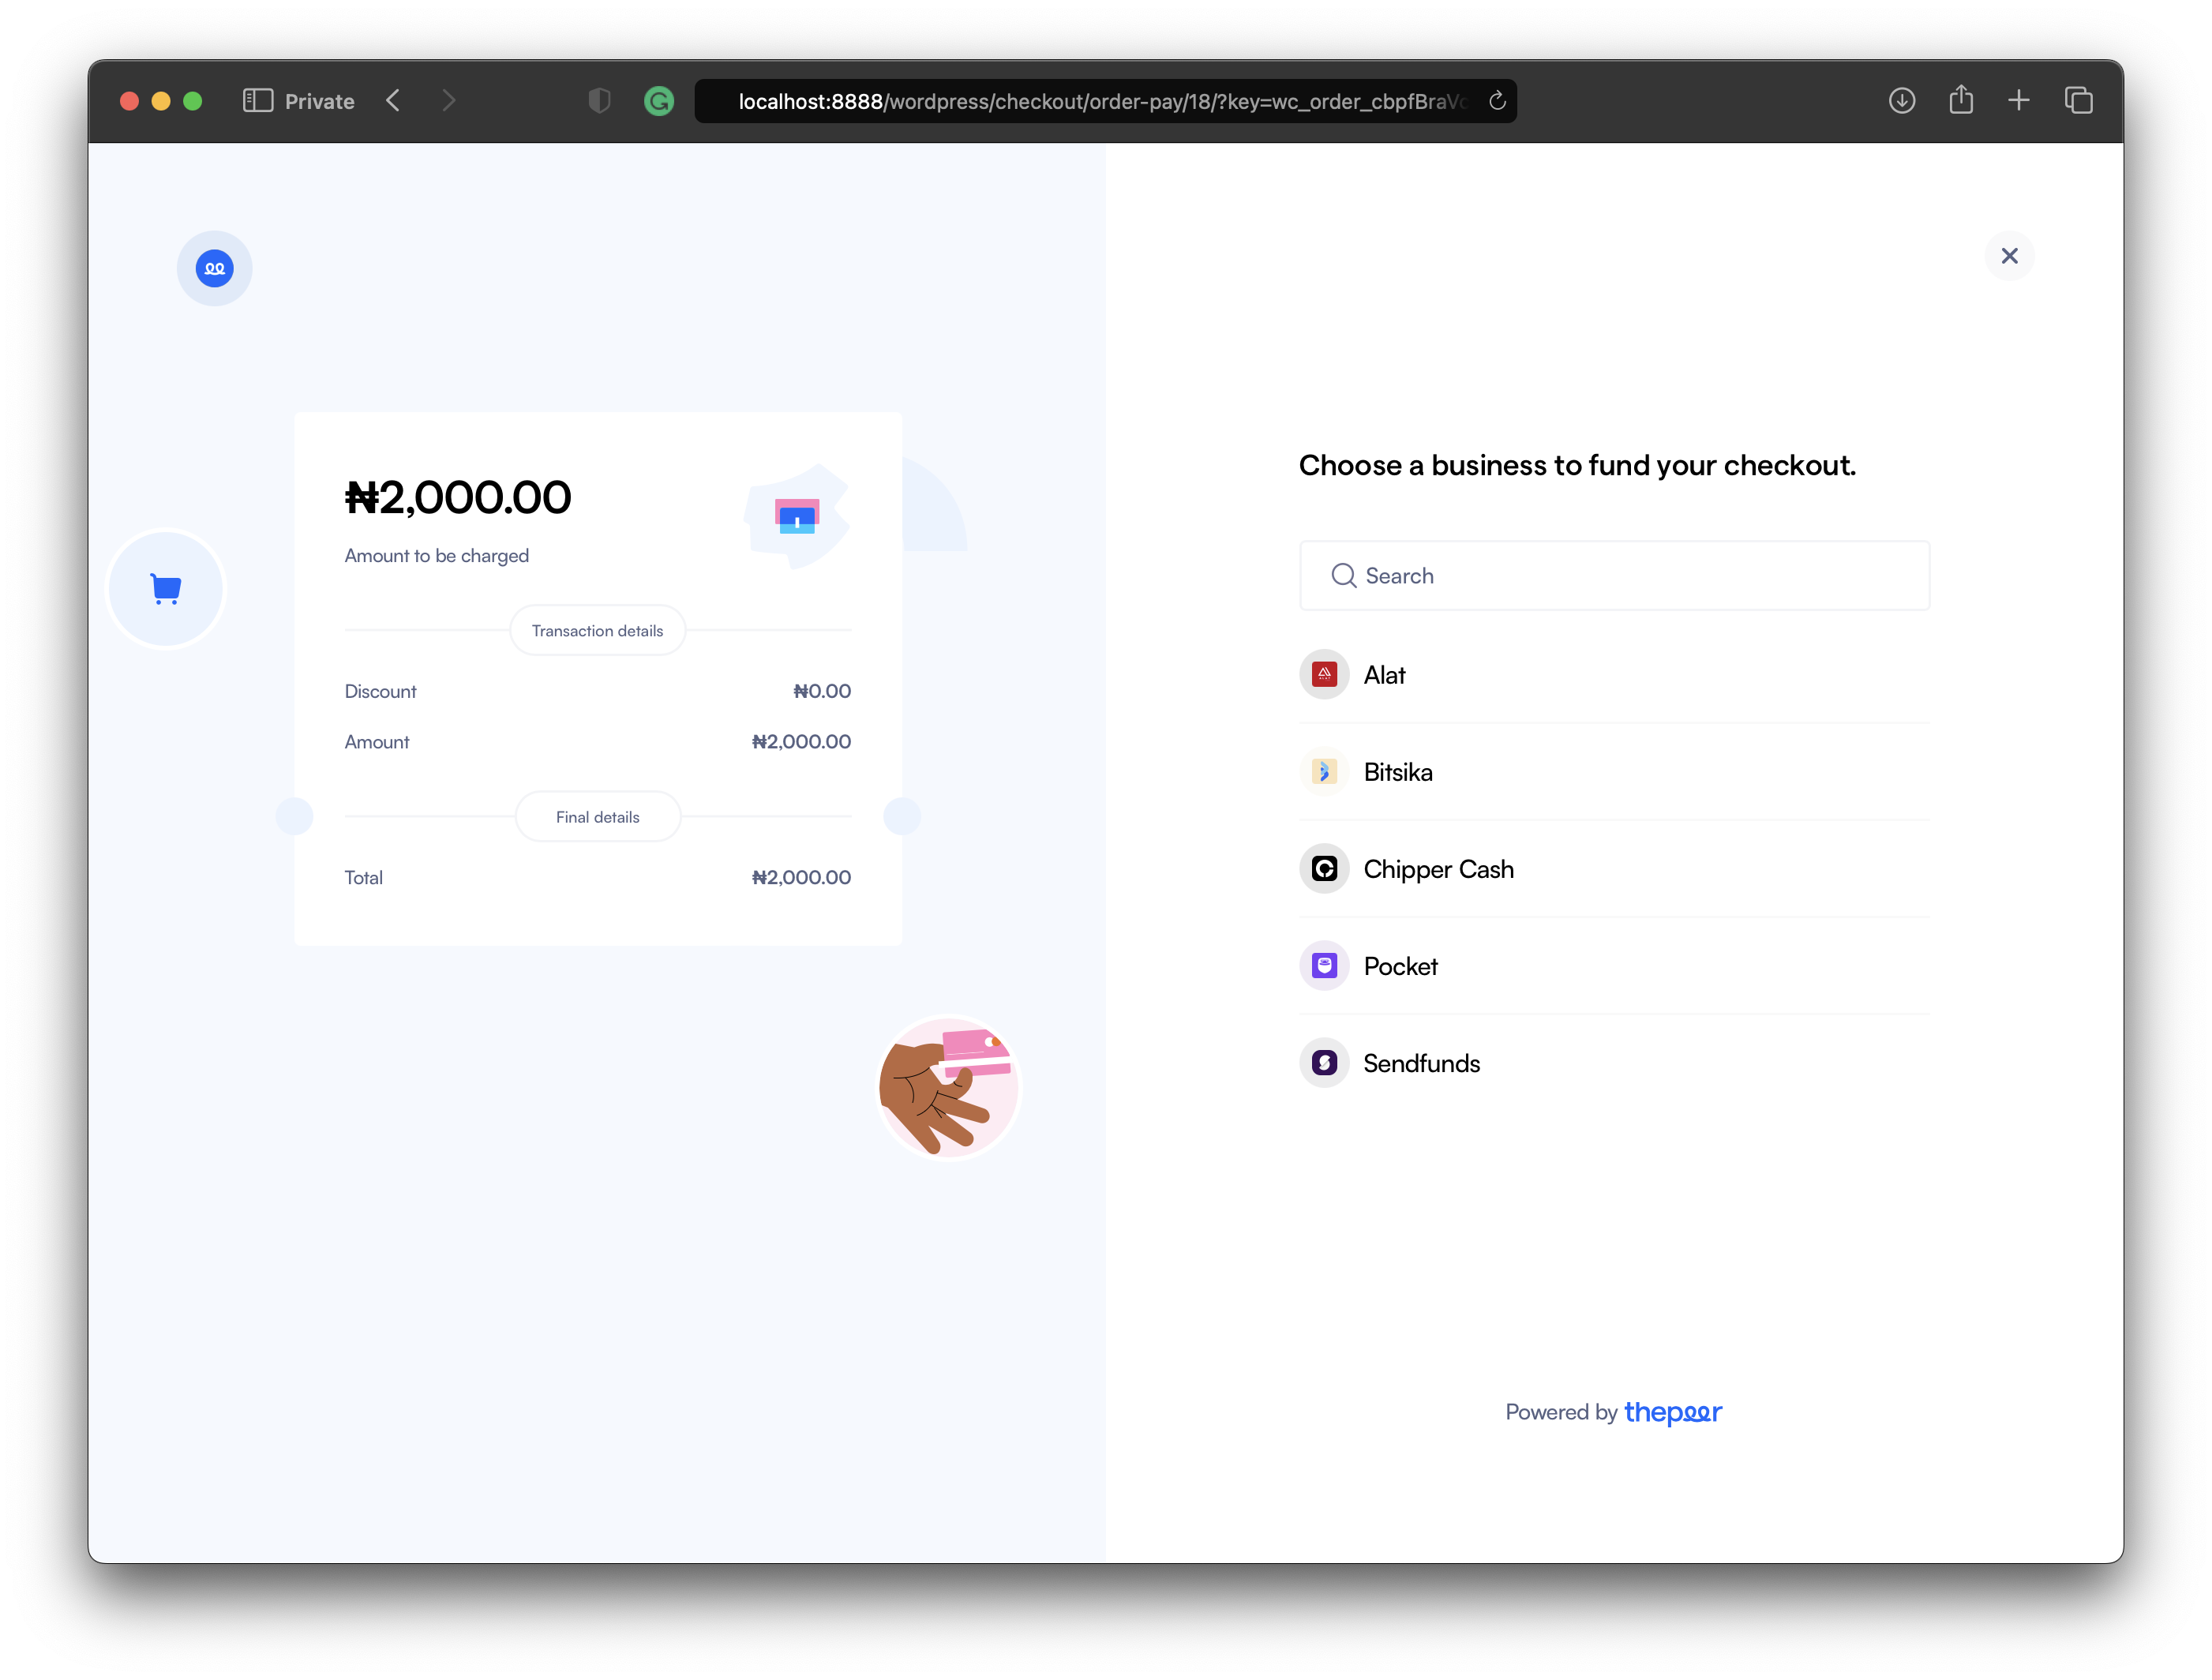 Private
localhost:8888/wordpress/checkout/order-pay/18/?key=wc_order_cbpfBraV
₦2,000.00
Amount to be charged
Transaction details
Discount ₦0.00
Amount ₦2,000.00
Final details
Total ₦2,000.00
Choose a business to fund your checkout.
Search
Alat
Bitsika
Chipper Cash
Pocket
Sendfunds
Powered by thepeer